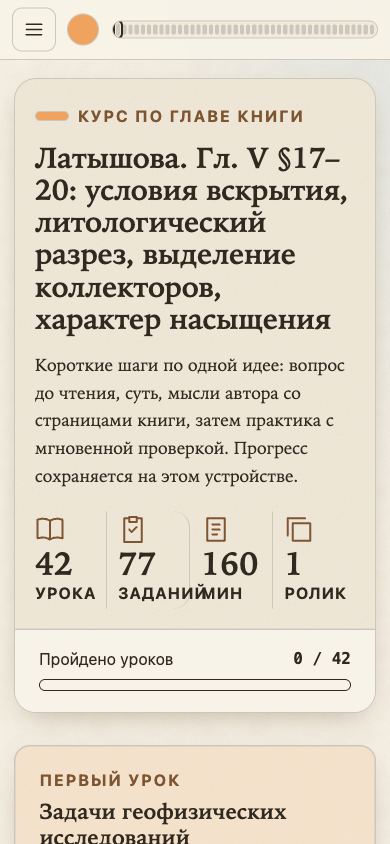 КУРС ПО ГЛАВЕ КНИГИ
Латышова. Гл. V §17–
20: условия вскрытия,
литологический
разрез, выделение
коллекторов,
характер насыщения
Короткие шаги по одной идее: вопрос
до чтения, суть, мысли автора со
страницами книги, затем практика с
мгновенной проверкой. Прогресс
сохраняется на этом устройстве.
42 77 160 1
УРОКА ЗАДАНИЙ МИН РОЛИК
Пройдено уроков 0 / 42
ПЕРВЫЙ УРОК
Задачи геофизических
исследований